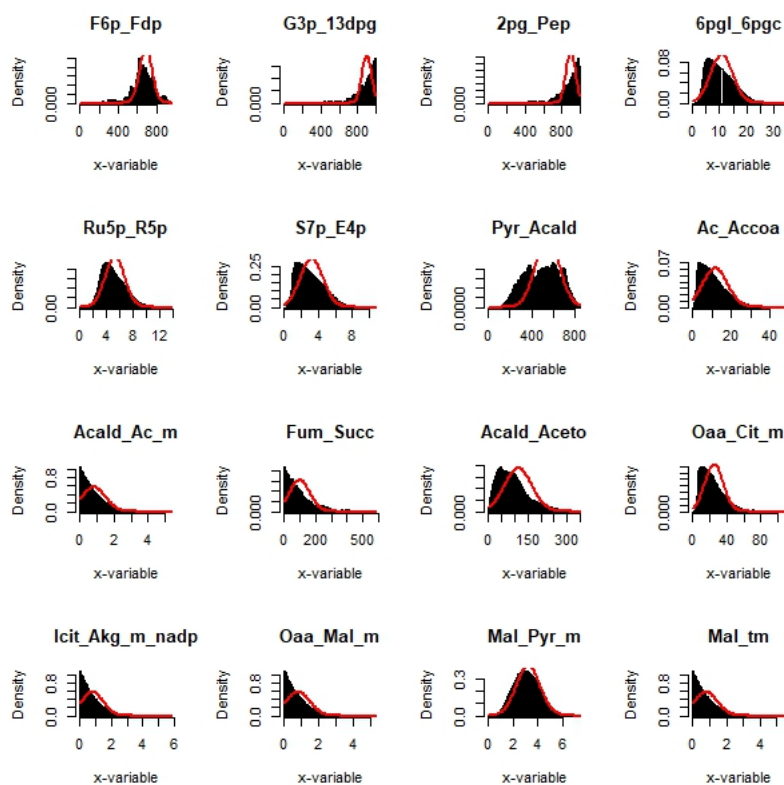 F6p_Fdp
G3p_13dpg
2pg_Pep
6pgl_6pgc
Density
0.000
Density
0.000
Density
0.000
Density
0.00 0.08
0 400 800
0 400 800
0 400 800
0 10 20 30
x-variable
x-variable
x-variable
x-variable
Ru5p_R5p
S7p_E4p
Pyr_Acald
Ac_Accoa
Density
0.00
Density
0.00 0.25
Density
0.0000
Density
0.00 0.07
0 4 8 12
0 4 8
0 400 800
0 20 40
x-variable
x-variable
x-variable
x-variable
Acald_Ac_m
Fum_Succ
Acald_Aceto
Oaa_Cit_m
Density
0.0 0.8
Density
0.000
Density
0.000
Density
0.000
0 2 4
0 200 500
0 150 300
0 40 80
x-variable
x-variable
x-variable
x-variable
Icit_Akg_m_nadp
Oaa_Mal_m
Mal_Pyr_m
Mal_tm
Density
0.0 0.8
Density
0.0 0.8
Density
0.0 0.3
Density
0.0 0.8
0 2 4 6
0 2 4
0 2 4 6
0 2 4
x-variable
x-variable
x-variable
x-variable